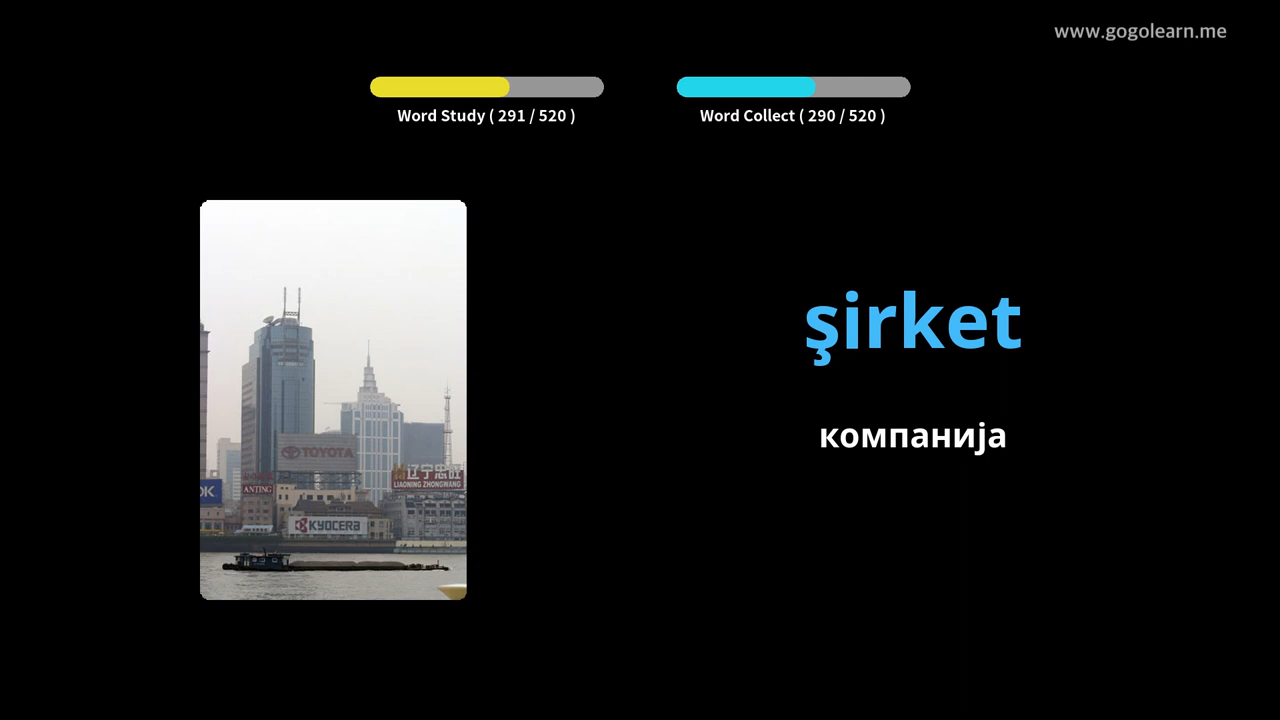 www.gogolearn.me
Word Study ( 291 / 520 )
Word Collect ( 290 / 520 )
şirket
компанија
TOYOTA
ANTING
LIAONING ZHONGWANG
KYOCERA